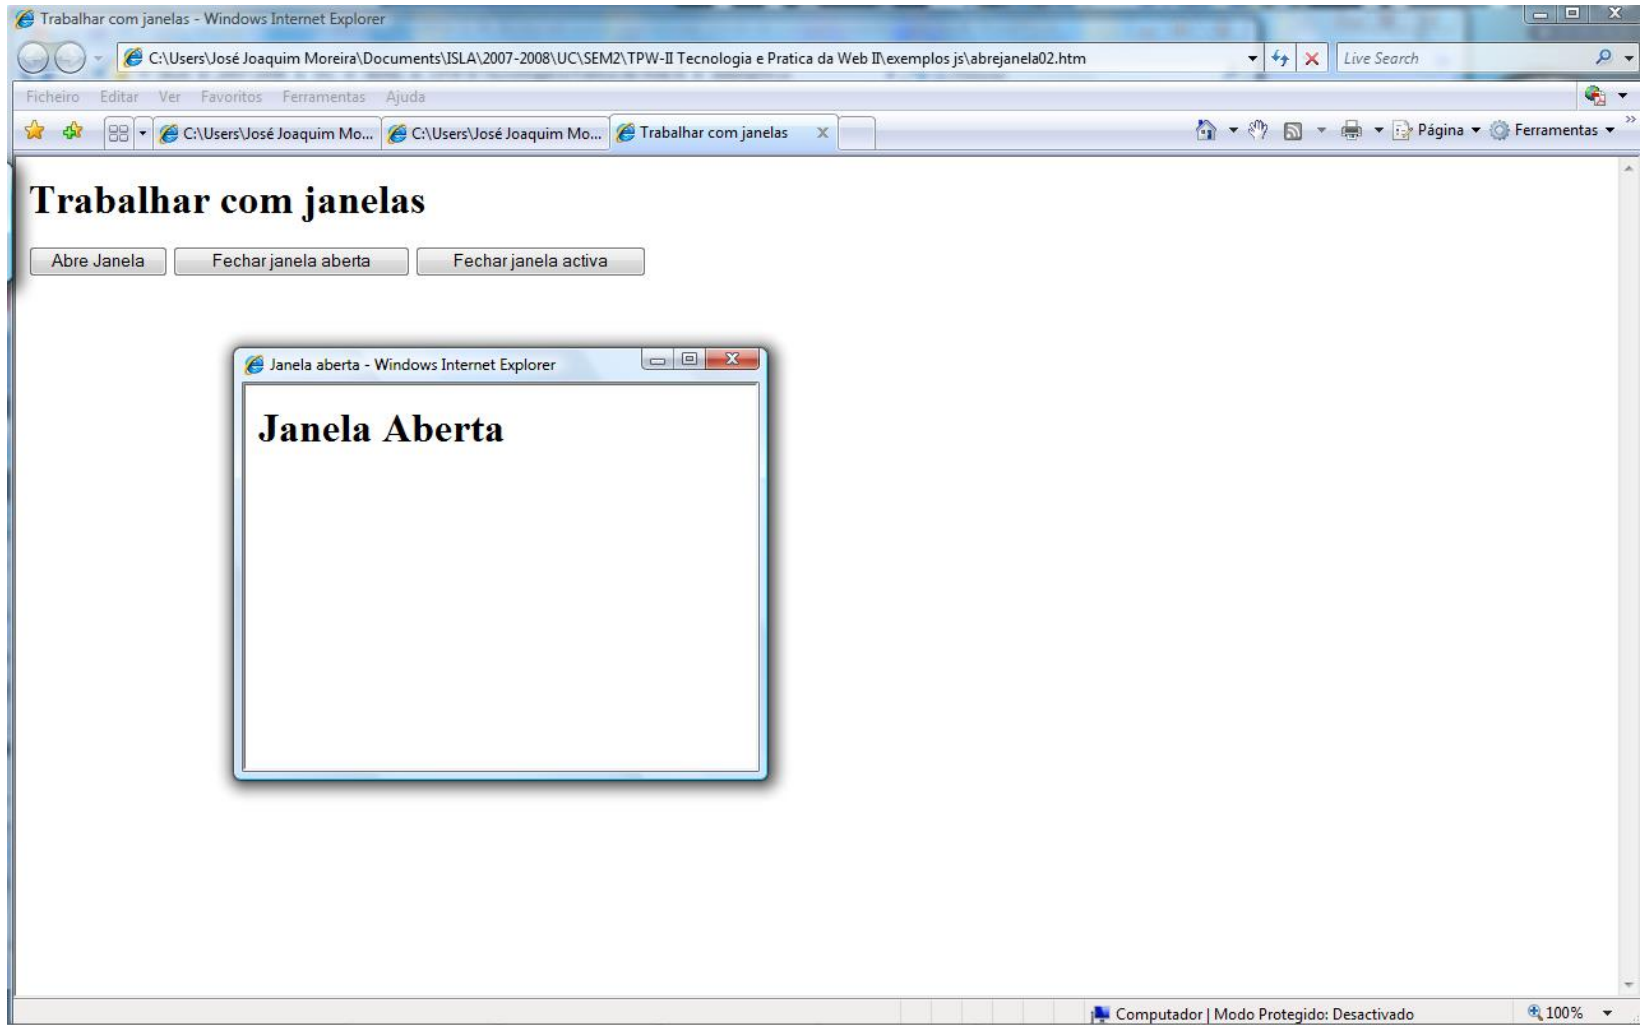 Trabalhar com janelas - Windows Internet Explorer
C:\Users\José Joaquim Moreira\Documents\ISLA\2007-2008\UC\SEM2\TPW-II Tecnologia e Pratica da Web II\exemplos js\abrejanela02.htm Live Search
Ficheiro Editar Ver Favoritos Ferramentas Ajuda
C:\Users\José Joaquim Mo... C:\Users\José Joaquim Mo... Trabalhar com janelas X Página Ferramentas »
Trabalhar com janelas
Abre Janela Fechar janela aberta Fechar janela activa
Janela aberta - Windows Internet Explorer
Janela Aberta
Computador | Modo Protegido: Desactivado 100%